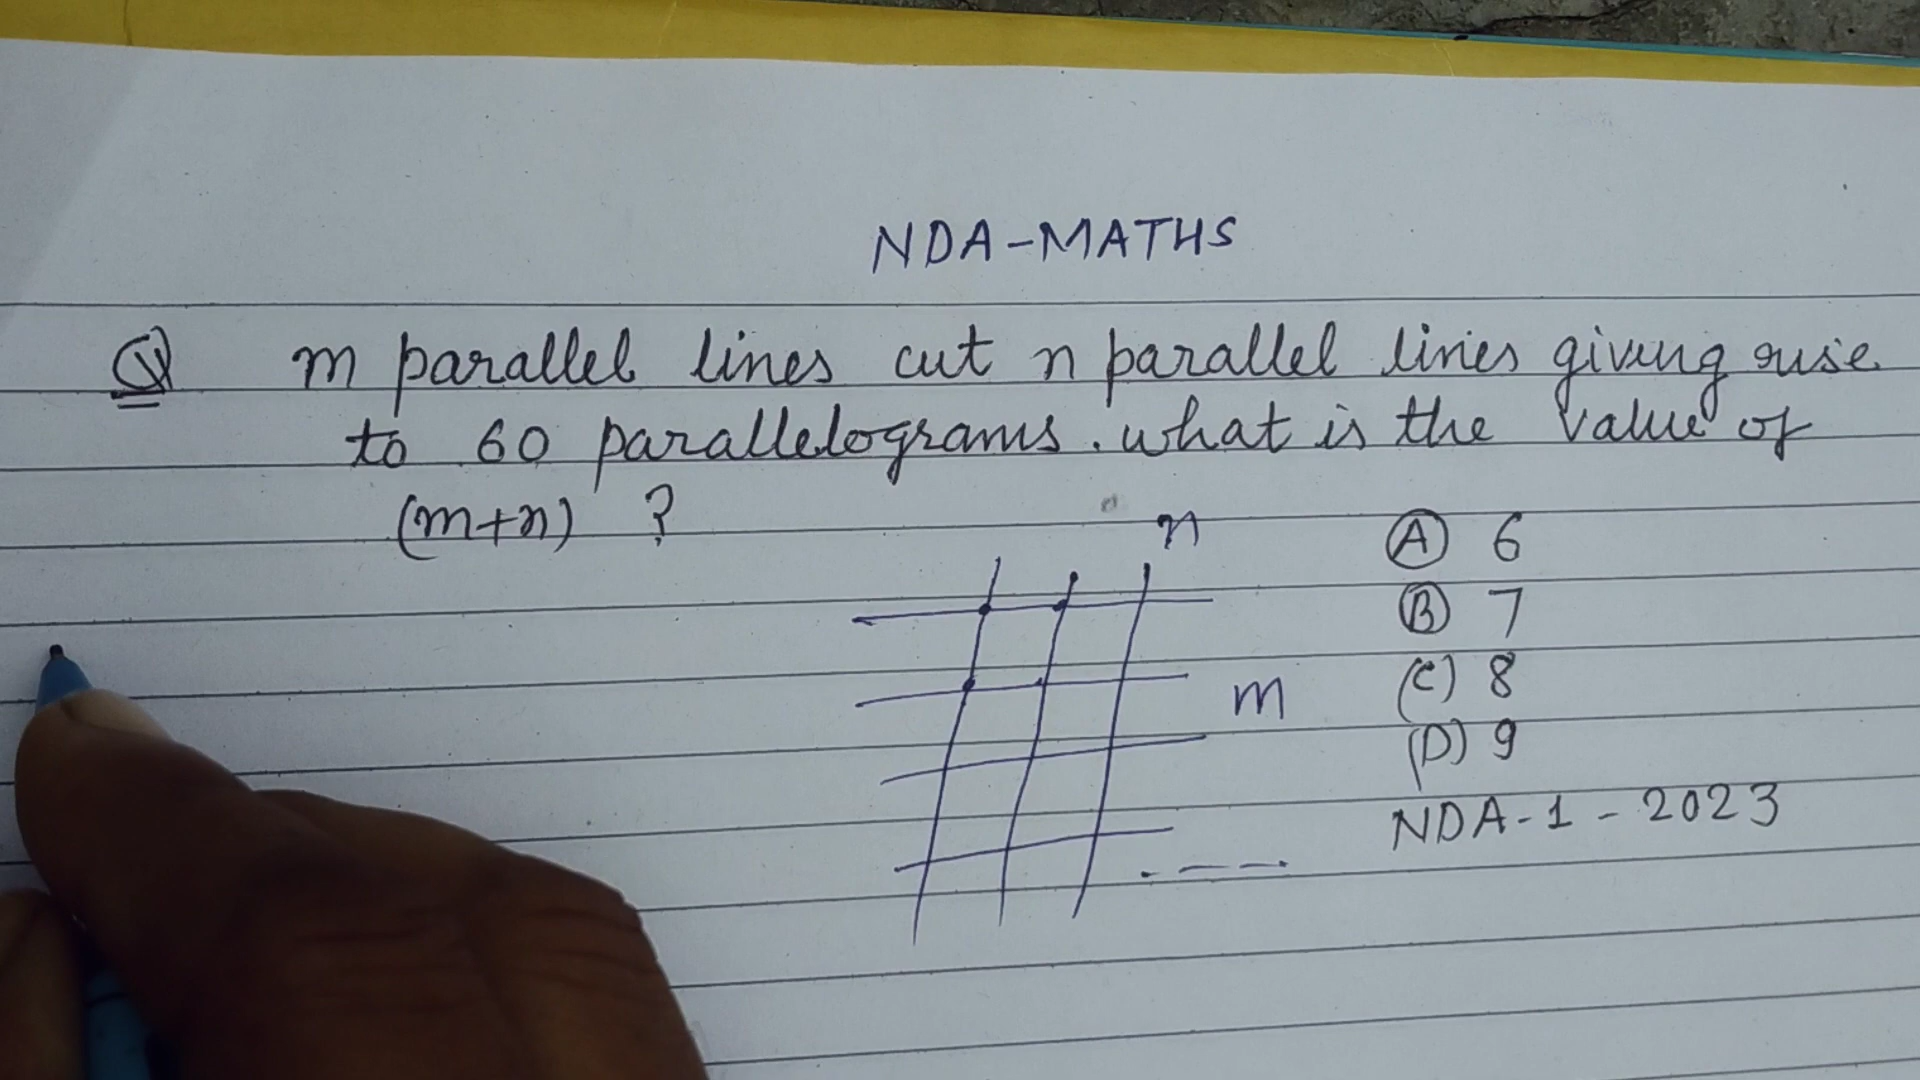 NDA-MATHS
Q m parallel lines cut n parallel lines giving rise
to 60 parallelograms. what is the value of
(m+n) ?
n
m
(A) 6
(B) 7
(C) 8
(D) 9
NDA-1-2023